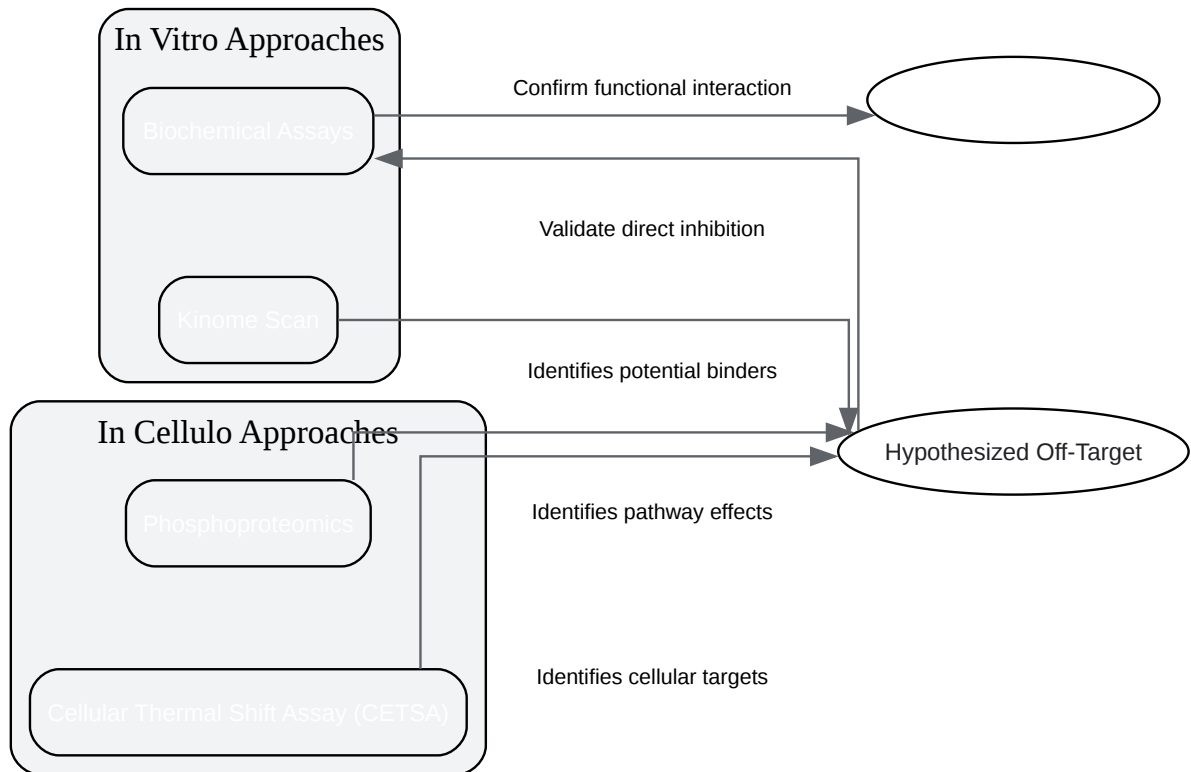 In Vitro Approaches
Biochemical Assays
Confirm functional interaction
Validate direct inhibition
Kinome Scan
Identifies potential binders
In Cellulo Approaches
Hypothesized Off-Target
Phosphoproteomics
Identifies pathway effects
Identifies cellular targets
Cellular Thermal Shift Assay (CETSA)